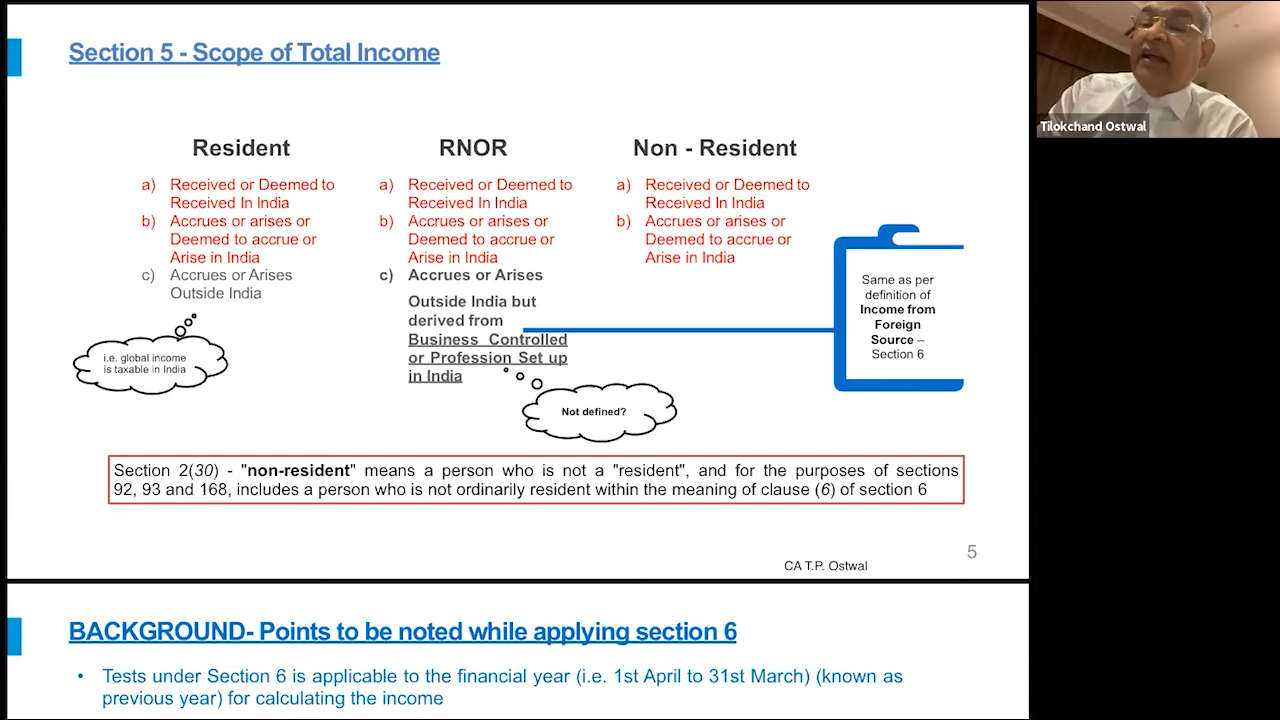 Section 5 - Scope of Total Income
Resident
a) Received or Deemed to
Received In India
b) Accrues or arises or
Deemed to accrue or
Arise in India
c) Accrues or Arises
Outside India
i.e. global income
is taxable in India
RNOR
a) Received or Deemed to
Received In India
b) Accrues or arises or
Deemed to accrue or
Arise in India
c) Accrues or Arises
Outside India but
derived from
Business Controlled
or Profession Set up
in India
Not defined?
Non - Resident
a) Received or Deemed to
Received In India
b) Accrues or arises or
Deemed to accrue or
Arise in India
Same as per
definition of
Income from
Foreign
Source –
Section 6
Section 2(30) - "non-resident" means a person who is not a "resident", and for the purposes of sections
92, 93 and 168, includes a person who is not ordinarily resident within the meaning of clause (6) of section 6
5
CA T.P. Ostwal
BACKGROUND- Points to be noted while applying section 6
• Tests under Section 6 is applicable to the financial year (i.e. 1st April to 31st March) (known as
previous year) for calculating the income
Tilokchand Ostwal